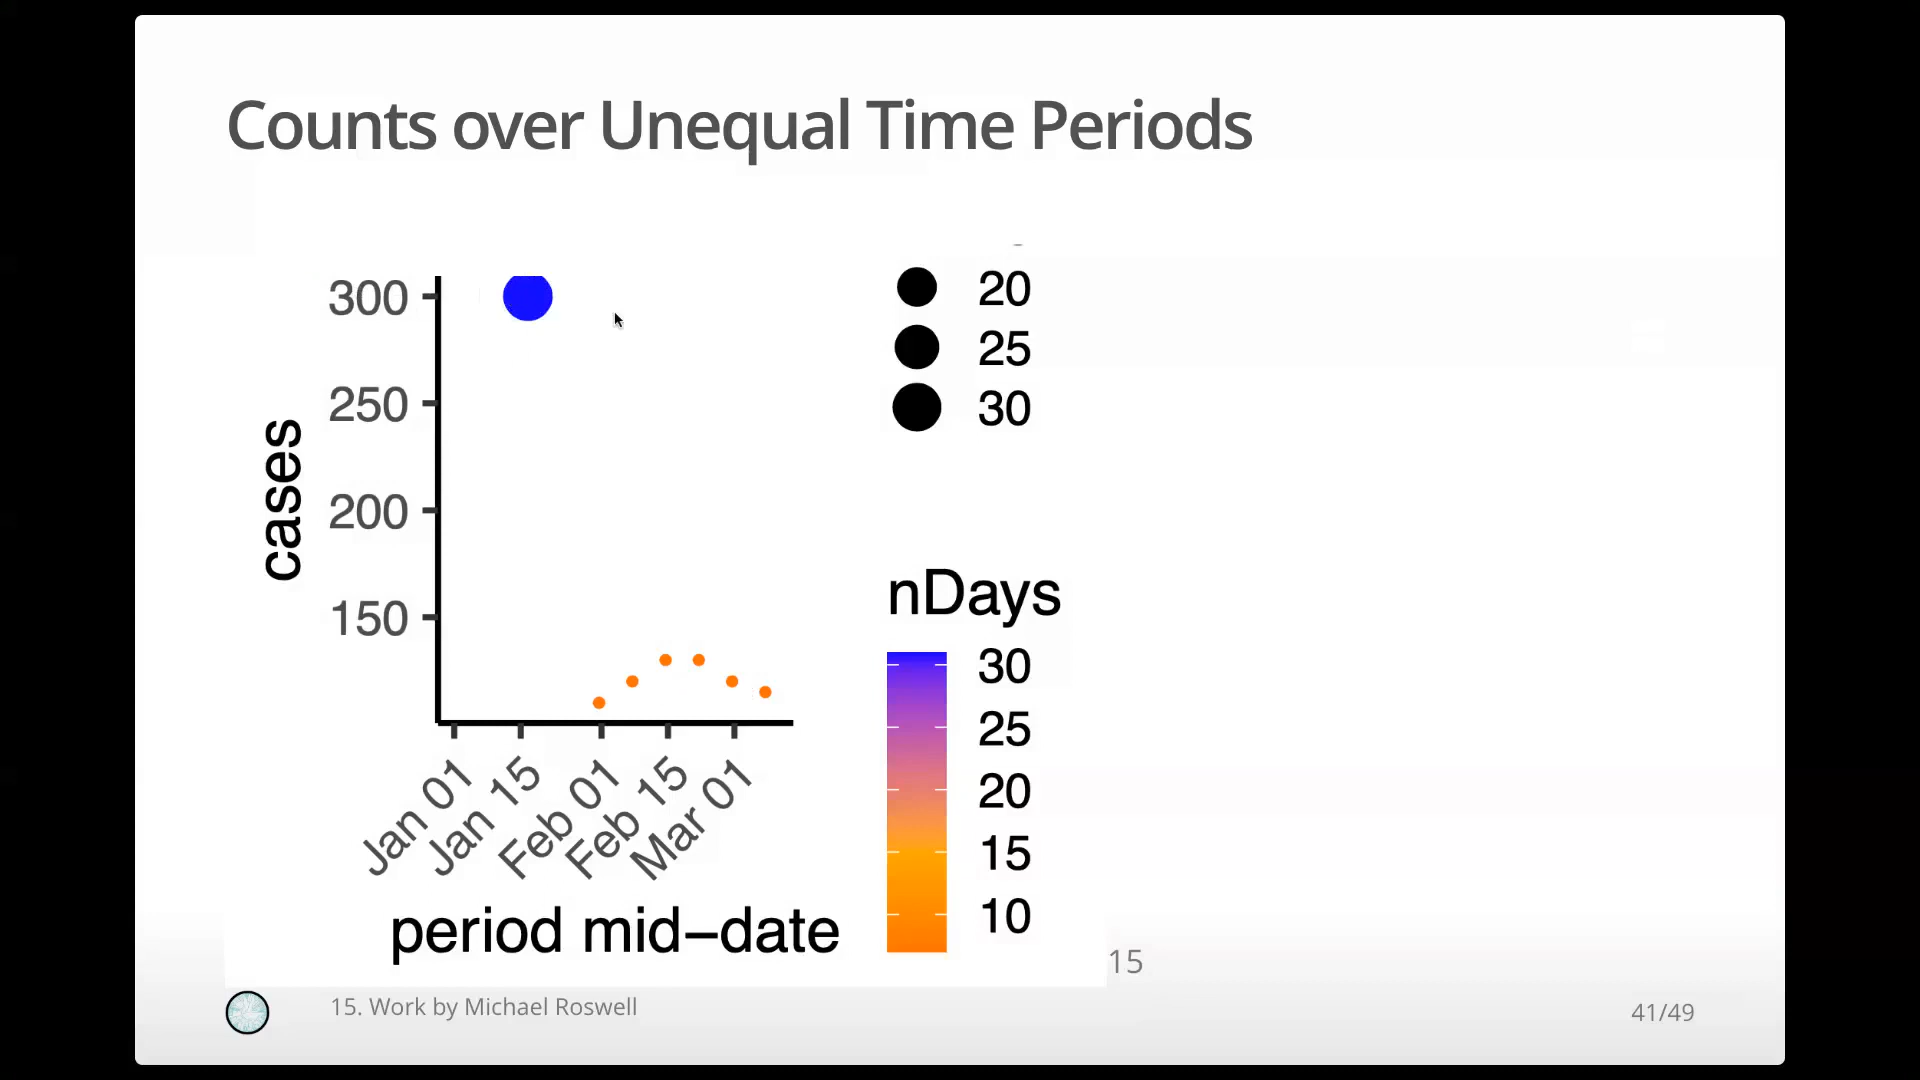 Counts over Unequal Time Periods
300
250
200
150
cases
Jan 01
Jan 15
Feb 01
Feb 15
Mar 01
period mid–date
20
25
30
nDays
30
25
20
15
10
15
15. Work by Michael Roswell
41/49